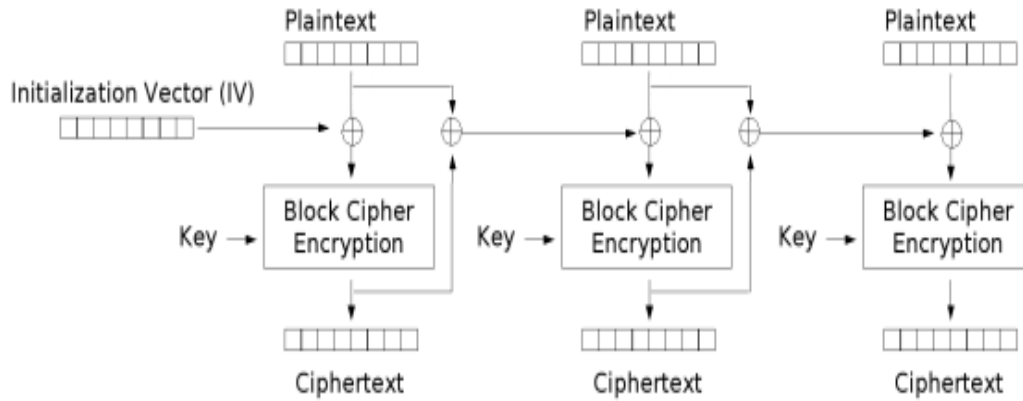 Plaintext
Plaintext
Plaintext
Initialization Vector (IV)
Block Cipher
Encryption
Key
Block Cipher
Encryption
Key
Block Cipher
Encryption
Key
Ciphertext
Ciphertext
Ciphertext